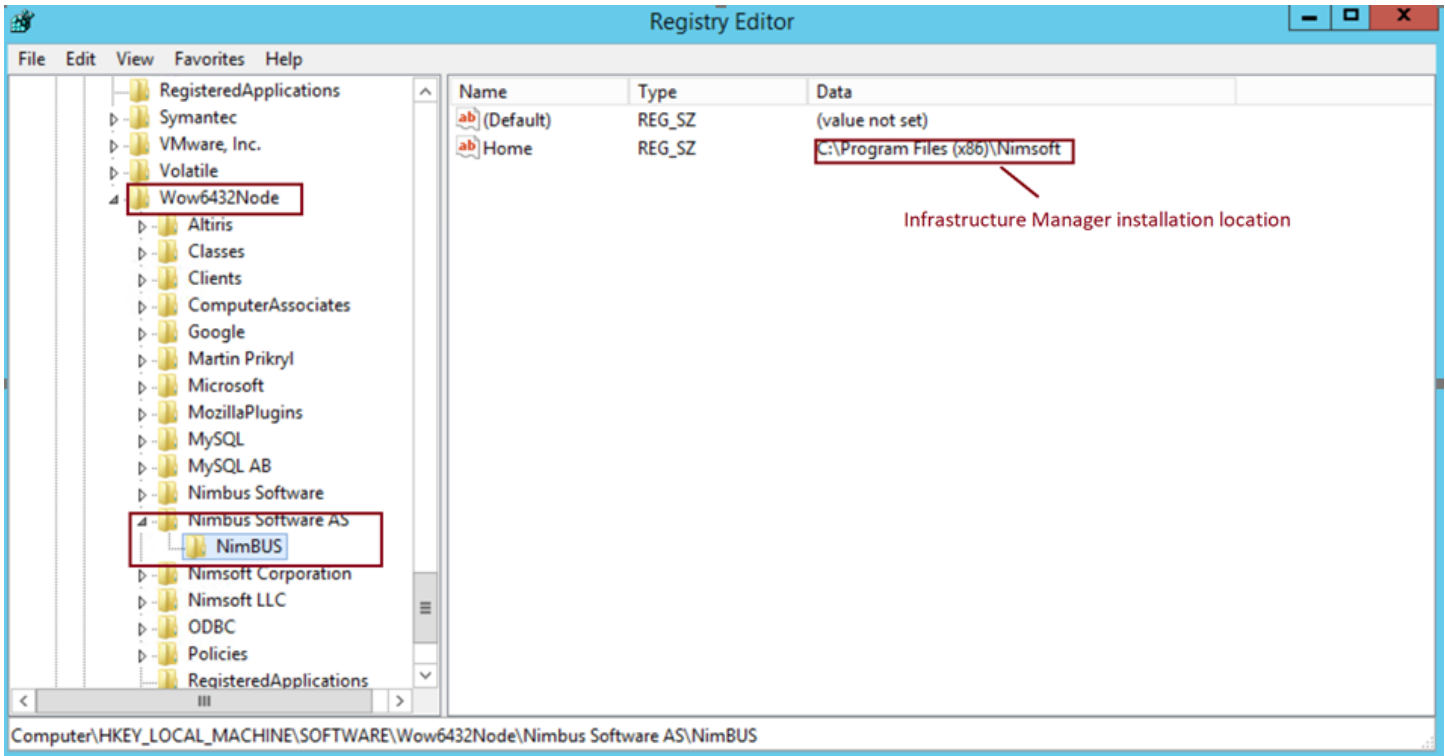 Registry Editor
File Edit View Favorites Help
RegisteredApplications
Symantec
VMware, Inc.
Volatile
Wow6432Node
Altiris
Classes
Clients
ComputerAssociates
Google
Martin Prikryl
Microsoft
MozillaPlugins
MySQL
MySQL AB
Nimbus Software
Nimbus Software AS
NimBUS
Nimsoft Corporation
Nimsoft LLC
ODBC
Policies
RegisteredApplications
Name Type Data
(Default) REG_SZ (value not set)
Home REG_SZ C:\Program Files (x86)\Nimsoft
Infrastructure Manager installation location
Computer\HKEY_LOCAL_MACHINE\SOFTWARE\Wow6432Node\Nimbus Software AS\NimBUS